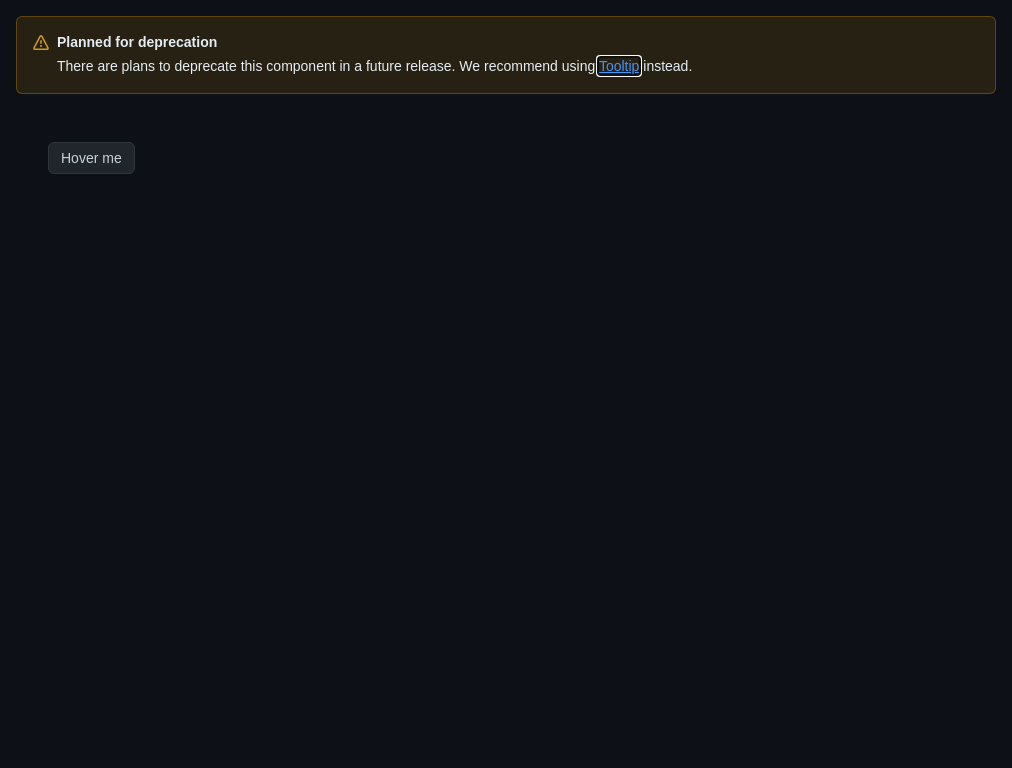 Planned for deprecation
There are plans to deprecate this component in a future release. We recommend using Tooltip instead.
Hover me